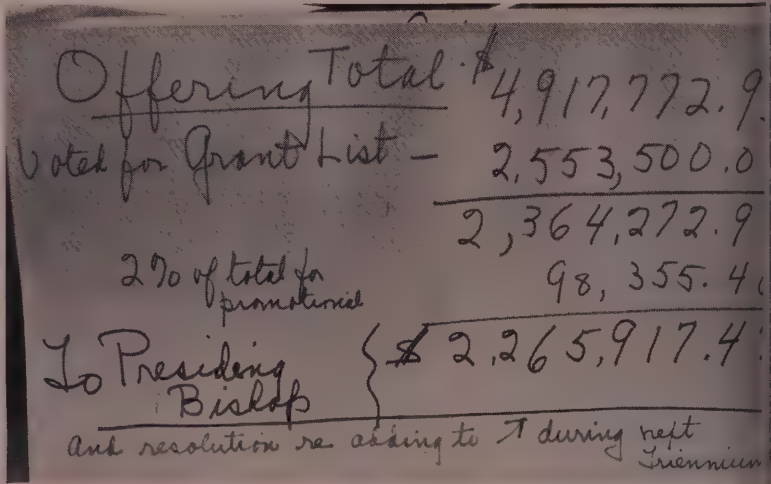 Offering Total $ 4,917,772.9
Voted for Grant List - 2,553,500.0
2,364,272.9
2% of total for
promotional 98,355.4
To Presiding
Bishop $ 2,265,917.4
And resolution re adding to ↑ during next
Triennium